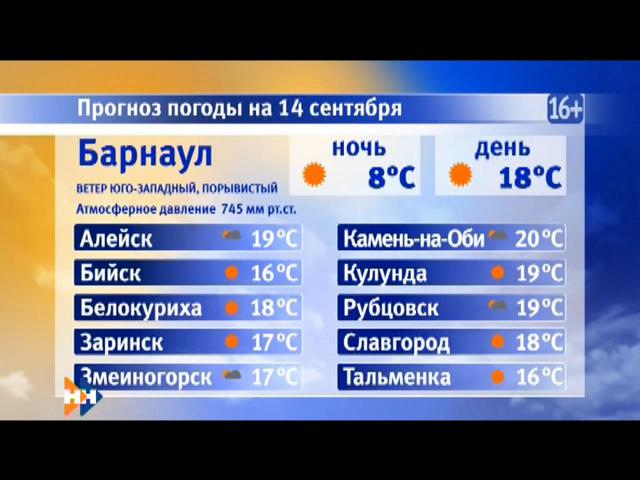 Прогноз погоды на 14 сентября 16+
Барнаул
ночь
8°C
день
18°C
ВЕТЕР ЮГО-ЗАПАДНЫЙ, ПОРЫВИСТЫЙ
Атмосферное давление 745 мм рт.ст.
Алейск 19°C
Бийск 16°C
Белокуриха 18°C
Заринск 17°C
Змеиногорск 17°C
Камень-на-Оби 20°C
Кулунда 19°C
Рубцовск 19°C
Славгород 18°C
Тальменка 16°C
НН